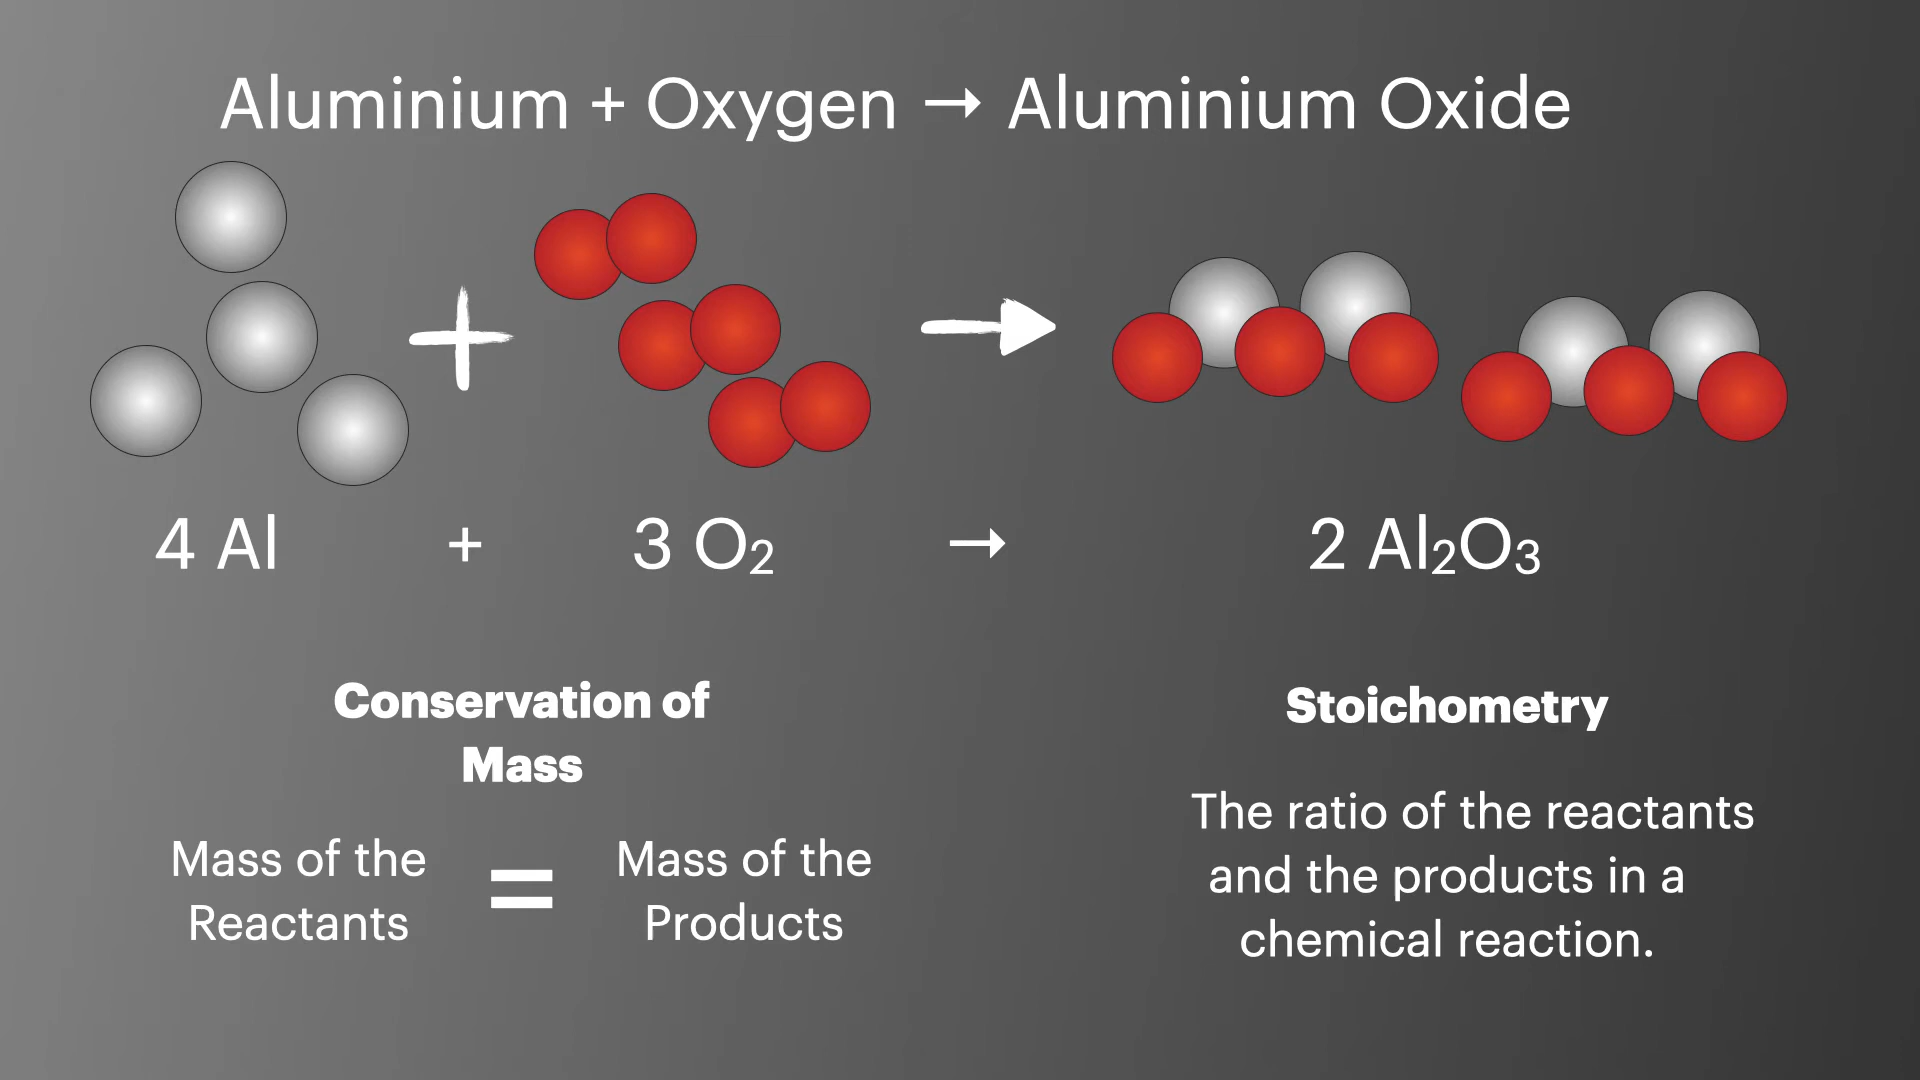 Aluminium + Oxygen → Aluminium Oxide
4 Al + 3 O₂ → 2 Al₂O₃
Conservation of
Mass
Mass of the
Reactants
=
Mass of the
Products
Stoichometry
The ratio of the reactants
and the products in a
chemical reaction.